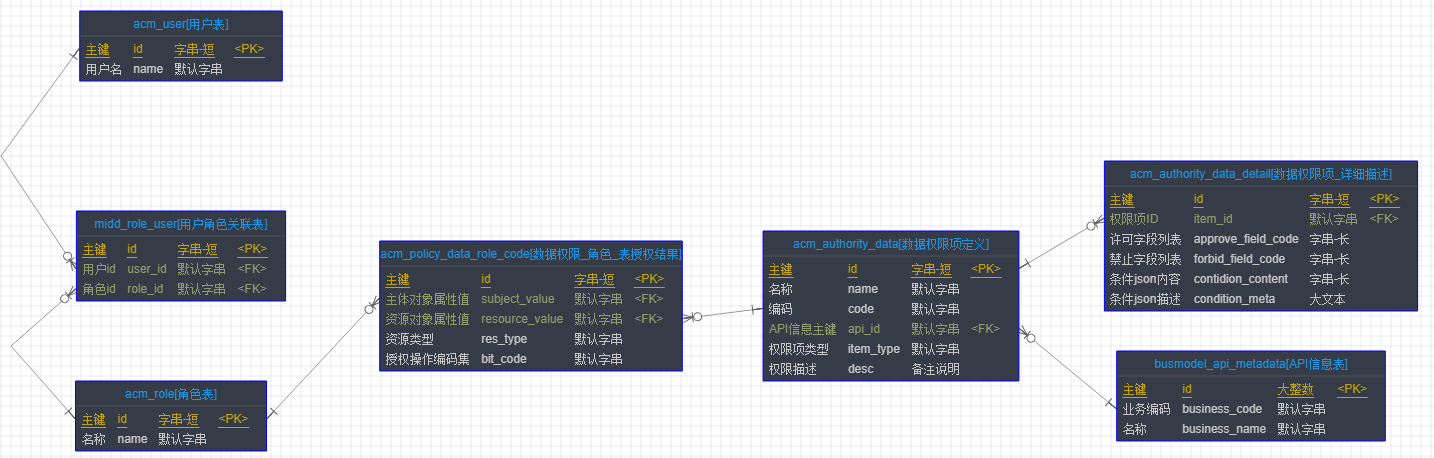 acm_user[用户表]
主键 id 字串-短 <PK>
用户名 name 默认字串
midd_role_user[用户角色关联表]
主键 id 字串-短 <PK>
用户id user_id 默认字串 <FK>
角色id role_id 默认字串 <FK>
acm_role[角色表]
主键 id 字串-短 <PK>
名称 name 默认字串
acm_policy_data_role_code[数据权限_角色_表授权结果]
主键 id 字串-短 <PK>
主体对象属性值 subject_value 默认字串 <FK>
资源对象属性值 resource_value 默认字串 <FK>
资源类型 res_type 默认字串
授权操作编码集 bit_code 默认字串
acm_authority_data[数据权限项定义]
主键 id 字串-短 <PK>
名称 name 默认字串
编码 code 默认字串
API信息主键 api_id 默认字串 <FK>
权限项类型 item_type 默认字串
权限描述 desc 备注说明
acm_authority_data_detail[数据权限项_详细描述]
主键 id 字串-短 <PK>
权限项ID item_id 默认字串 <FK>
许可字段列表 approve_field_code 字串-长
禁止字段列表 forbid_field_code 字串-长
条件json内容 contidion_content 字串-长
条件json描述 condition_meta 大文本
busmodel_api_metadata[API信息表]
主键 id 大整数 <PK>
业务编码 business_code 默认字串
名称 business_name 默认字串